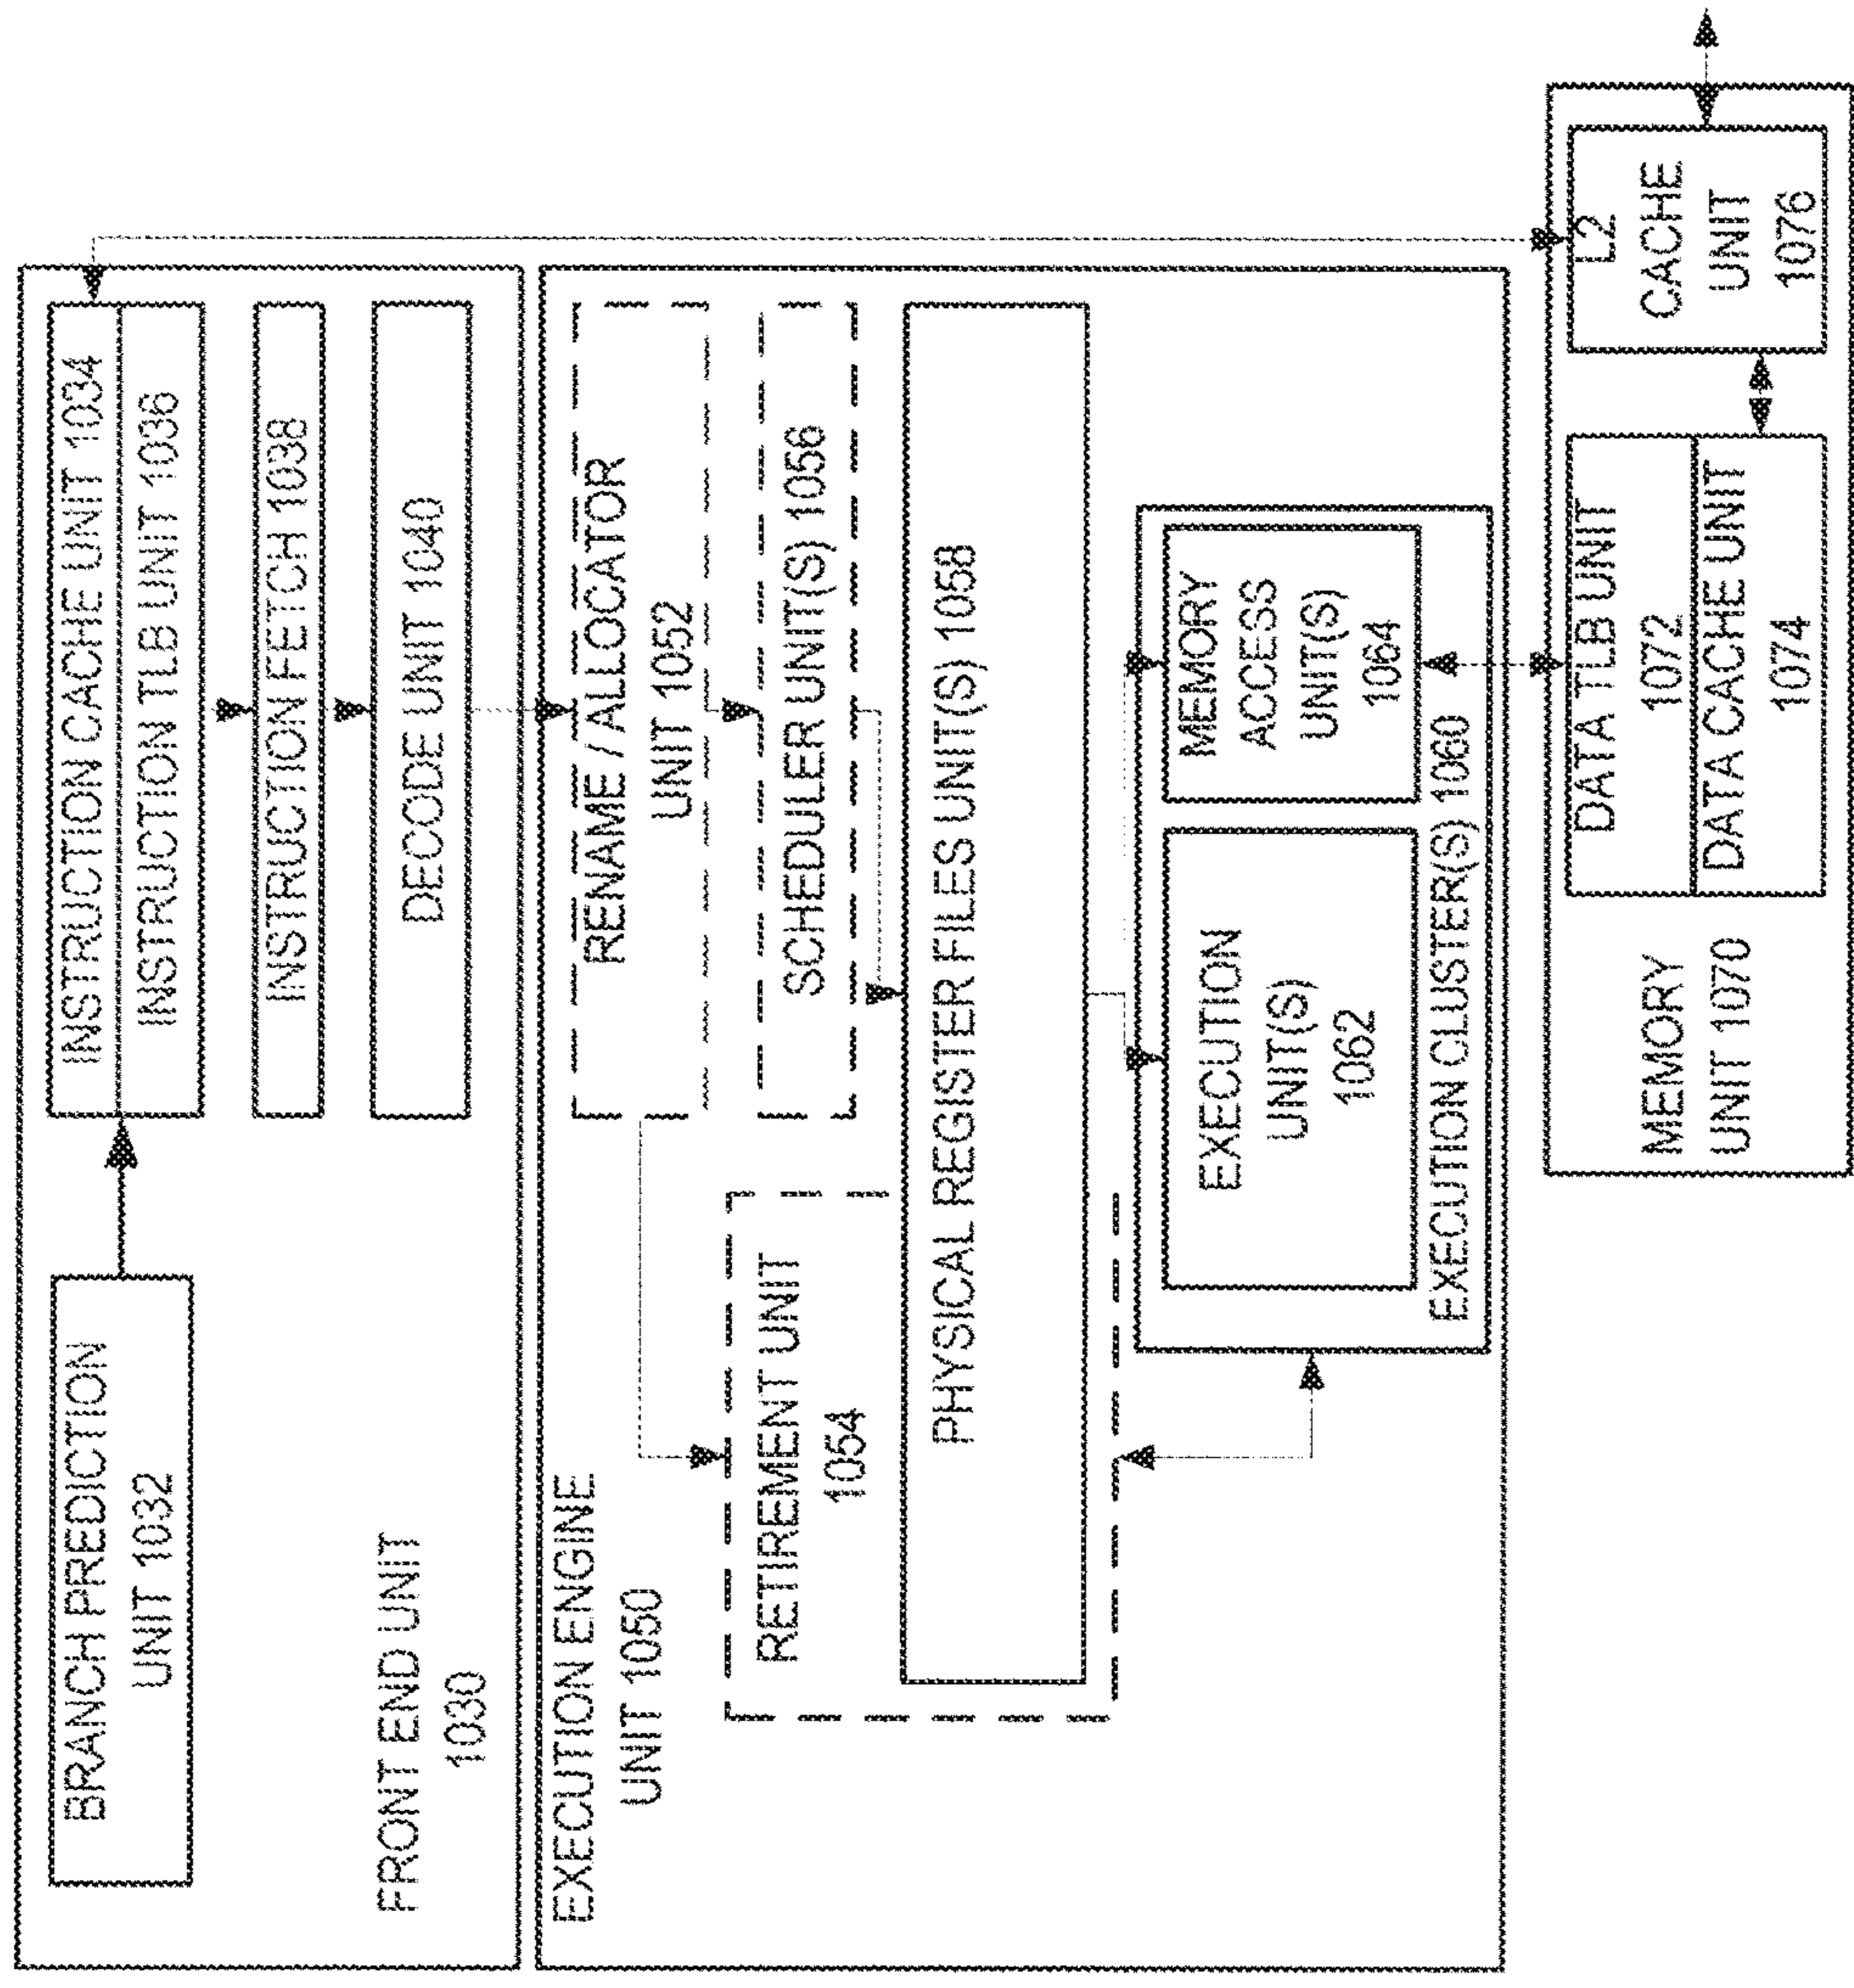 BRANCH PREDICTION
UNIT 1032
INSTRUCTION CACHE UNIT 1034
INSTRUCTION TLB UNIT 1036
INSTRUCTION FETCH 1038
DECODE UNIT 1040
FRONT END UNIT
1030
EXECUTION ENGINE
UNIT 1050
RENAME / ALLOCATOR
UNIT 1052
RETIREMENT UNIT
1054
SCHEDULER UNIT(S) 1056
PHYSICAL REGISTER FILES UNIT(S) 1058
EXECUTION
UNIT(S)
1062
MEMORY
ACCESS
UNIT(S)
1064
EXECUTION CLUSTER(S) 1060
MEMORY
UNIT 1070
DATA TLB UNIT
1072
DATA CACHE UNIT
1074
L2
CACHE
UNIT
1076